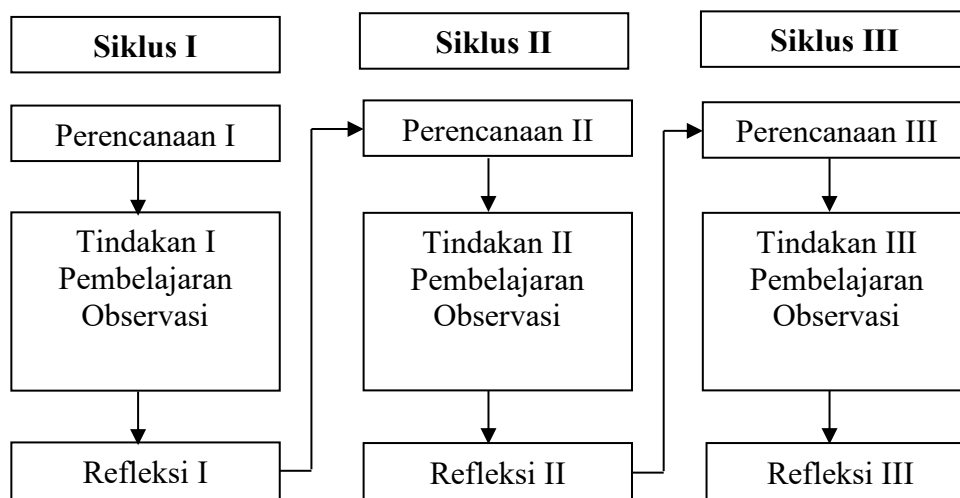 Siklus I
Siklus II
Siklus III
Perencanaan I
Perencanaan II
Perencanaan III
Tindakan I
Pembelajaran
Observasi
Tindakan II
Pembelajaran
Observasi
Tindakan III
Pembelajaran
Observasi
Refleksi I
Refleksi II
Refleksi III